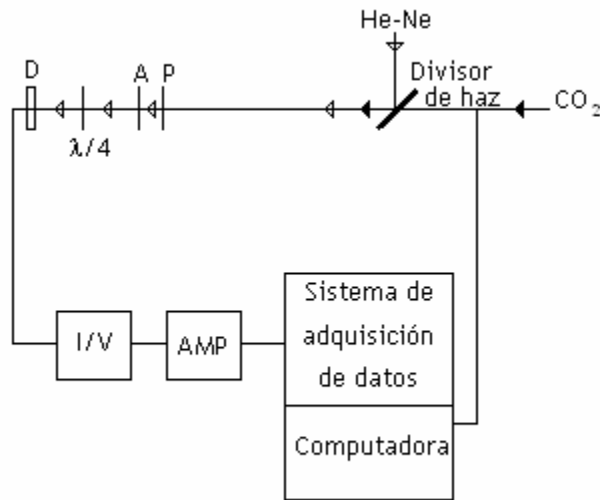 He-Ne
Divisor
de haz
CO₂
D
A P
λ/4
I/V
AMP
Sistema de
adquisición
de datos
Computadora